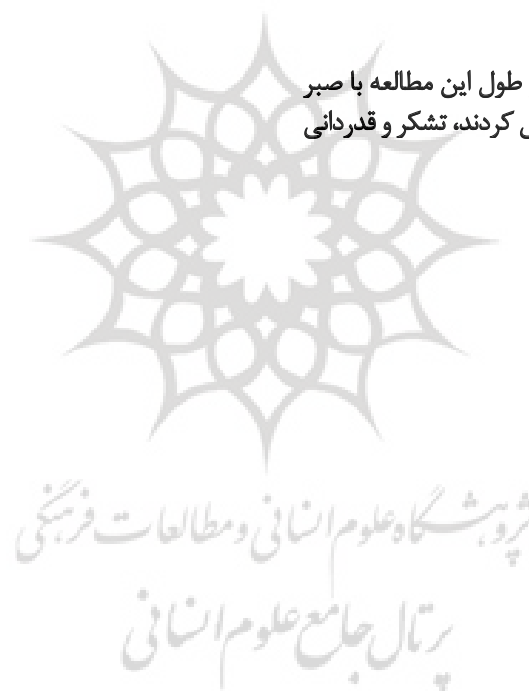 طول این مطالعه با صبر
کردند، تشکر و قدردانی
پژوهشگاه علوم انسانی و مطالعات فرهنگی
پرتال جامع علوم انسانی